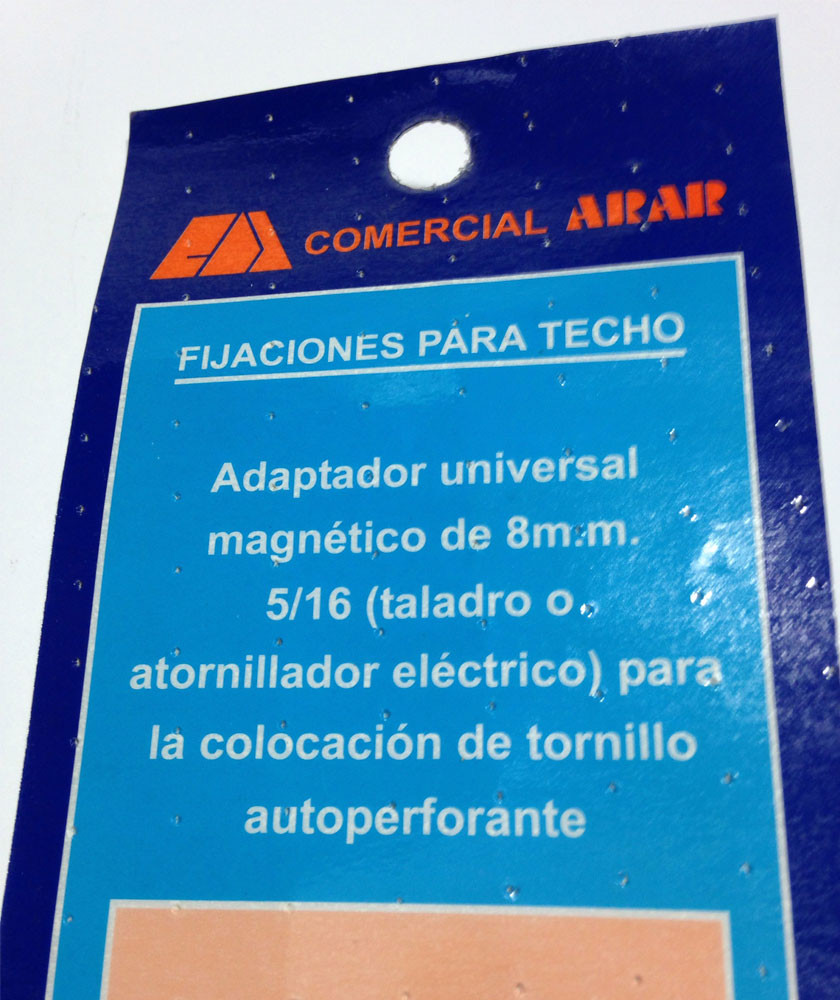 COMERCIAL ARAR
FIJACIONES PARA TECHO
Adaptador universal
magnético de 8m.m.
5/16 (taladro o
atornillador eléctrico) para
la colocación de tornillo
autoperforante